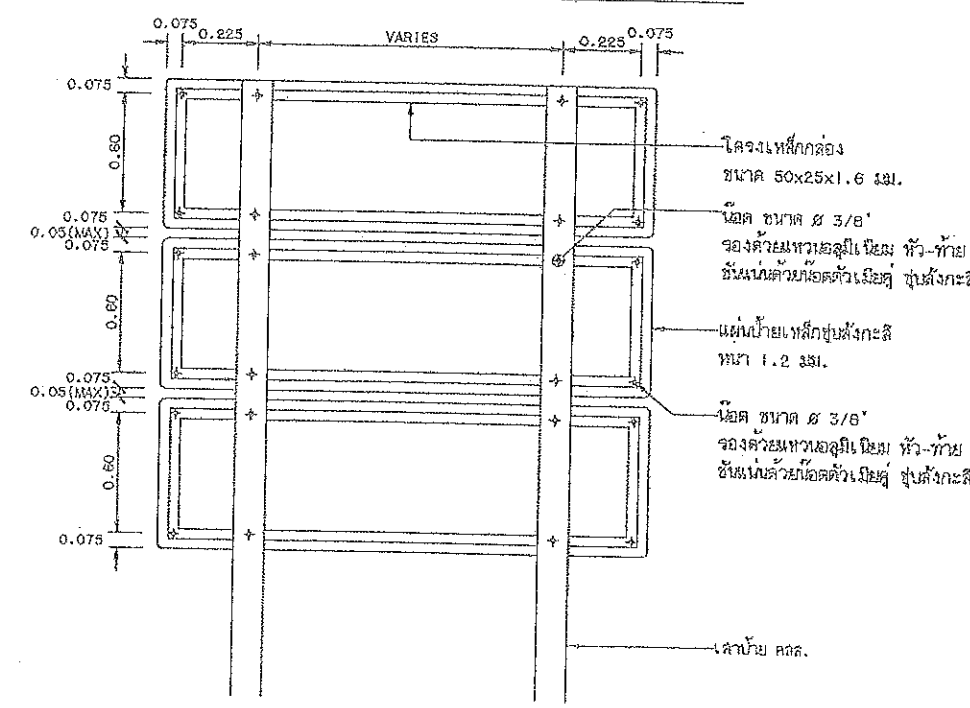 0.075
0.225
VARIES
0.225
0.075
0.075
0.60
0.075
0.05(MAX)
0.075
0.60
0.075
0.05(MAX)
0.075
0.60
0.075
โครงเหล็กกล่อง
ขนาด 50x25x1.6 มม.
น๊อต ขนาด ø 3/8"
รองด้วยแหวนอลูมิเนียม หัว-ท้าย
ขันแน่นด้วยน๊อตตัวเมียคู่ ชุบสังกะสี
แผ่นป้ายเหล็กชุบสังกะสี
หนา 1.2 มม.
น๊อต ขนาด ø 3/8"
รองด้วยแหวนอลูมิเนียม หัว-ท้าย
ขันแน่นด้วยน๊อตตัวเมียคู่ ชุบสังกะสี
เสาป้าย คสล.